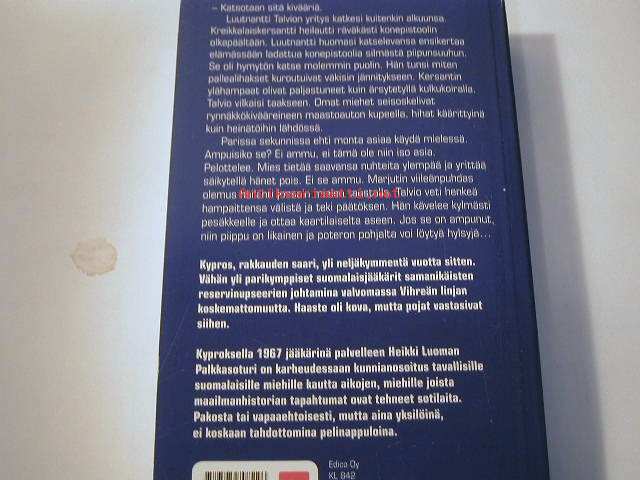 – Katsotaan sitä kivääriä.
Luutnantti Talvion yritys katkesi kuitenkin alkuunsa.
Kreikkalaiskersantti heilautti räväkästi konepistoolin
olkapäältään. Luutnantti huomasi katselevansa ensikertaa
elämässään ladattua konepistoolia silmästä piipunsuuhun.
Se oli hymytön katse molemmin puolin. Hän tunsi miten
pallealihakset kuroutuivat väkisin jännitykseen. Kersantin
ylähampaat olivat paljastuneet kuin ärsytetyllä kulkukoiralla.
Talvio vilkaisi taakseen. Omat miehet seisoskelivat
rynnäkkökivääreineen maastoauton kupeella, hihat käärittyinä
kuin heinätöihin lähdössä.
Parissa sekunnissa ehti monta asiaa käydä mielessä.
Ampuisiko se? Ei ammu, ei tämä ole niin iso asia.
Pelottelee. Mies tietää saavansa nuhteita ylempää ja yrittää
säikytellä hänet pois. Ei se ammu. Marjutin viileänpuhdas
olemus mielen taustalla. Talvio veti henkeä
hampaittensa välistä ja teki päätöksen. Hän kävelee kylmästi
pesäkkeelle ja ottaa kaartilaiselta aseen. Jos se on ampunut,
niin piippu on likainen ja poteron pohjalta voi löytyä hylsyjä...
Kypros, rakkauden saari, yli neljäkymmentä vuotta sitten.
Vähän yli parikymppiset suomalaisjääkärit samanikäisten
reservinupseerien johtamina valvomassa Vihreän linjan
koskemattomuutta. Haaste oli kova, mutta pojat vastasivat
siihen.
Kyproksella 1967 jääkärinä palvelleen Heikki Luoman
Palkkasoturi on karheudessaan kunnianosoitus tavallisille
suomalaisille miehille kautta aikojen, miehille joista
maailmanhistorian tapahtumat ovat tehneet sotilaita.
Pakosta tai vapaaehtoisesti, mutta aina yksilöinä,
ei koskaan tahdottomina pelinappuloina.
Edico Oy
KL 842